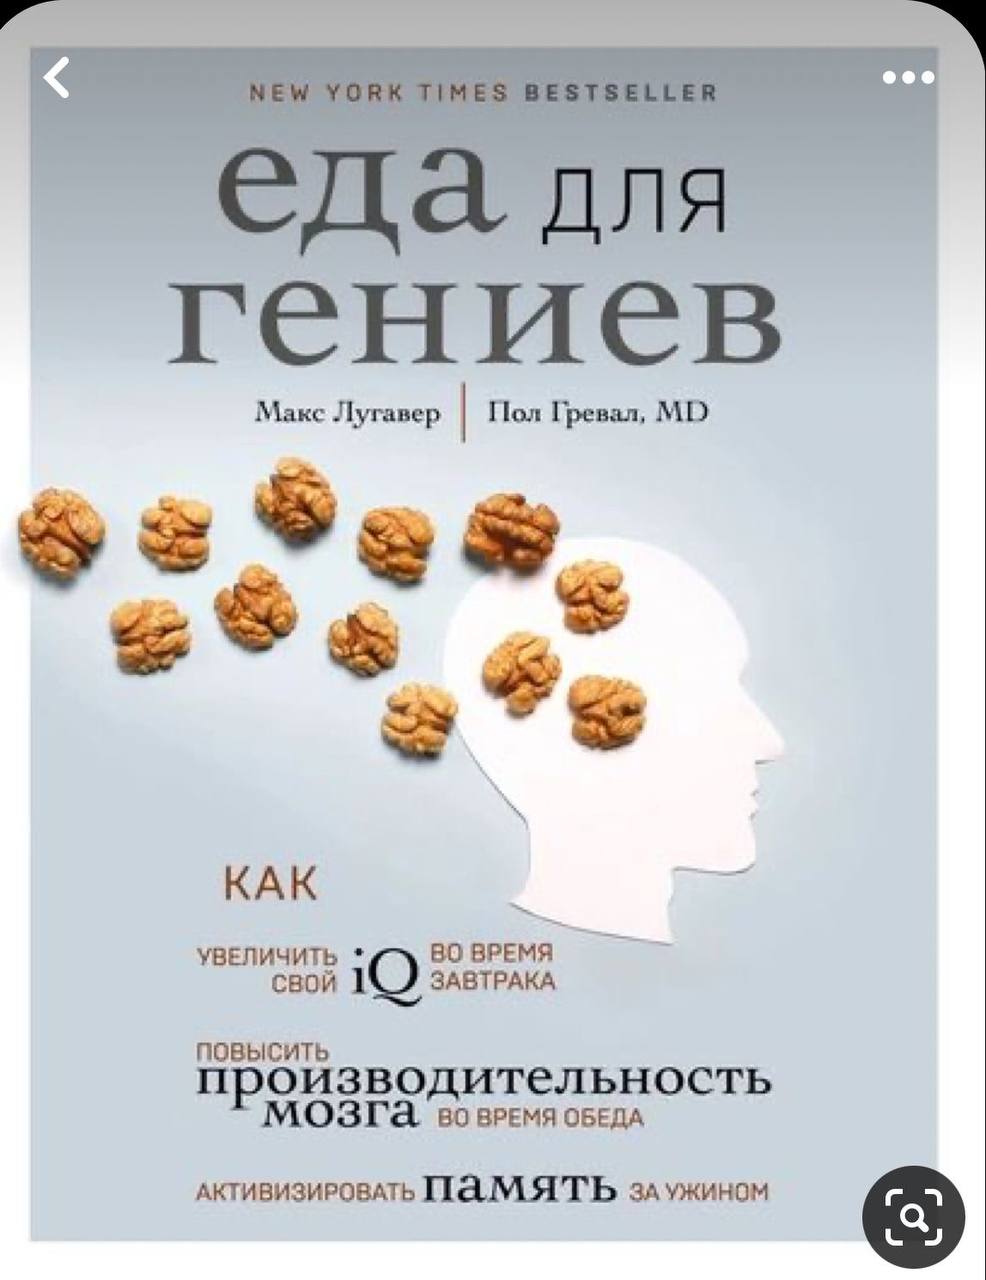 NEW YORK TIMES BESTSELLER
еда для
гениев
Макс Лугавер | Пол Гревал, MD
КАК
УВЕЛИЧИТЬ СВОЙ iQ ВО ВРЕМЯ ЗАВТРАКА
ПОВЫСИТЬ
производительность
мозга ВО ВРЕМЯ ОБЕДА
АКТИВИЗИРОВАТЬ память ЗА УЖИНОМ